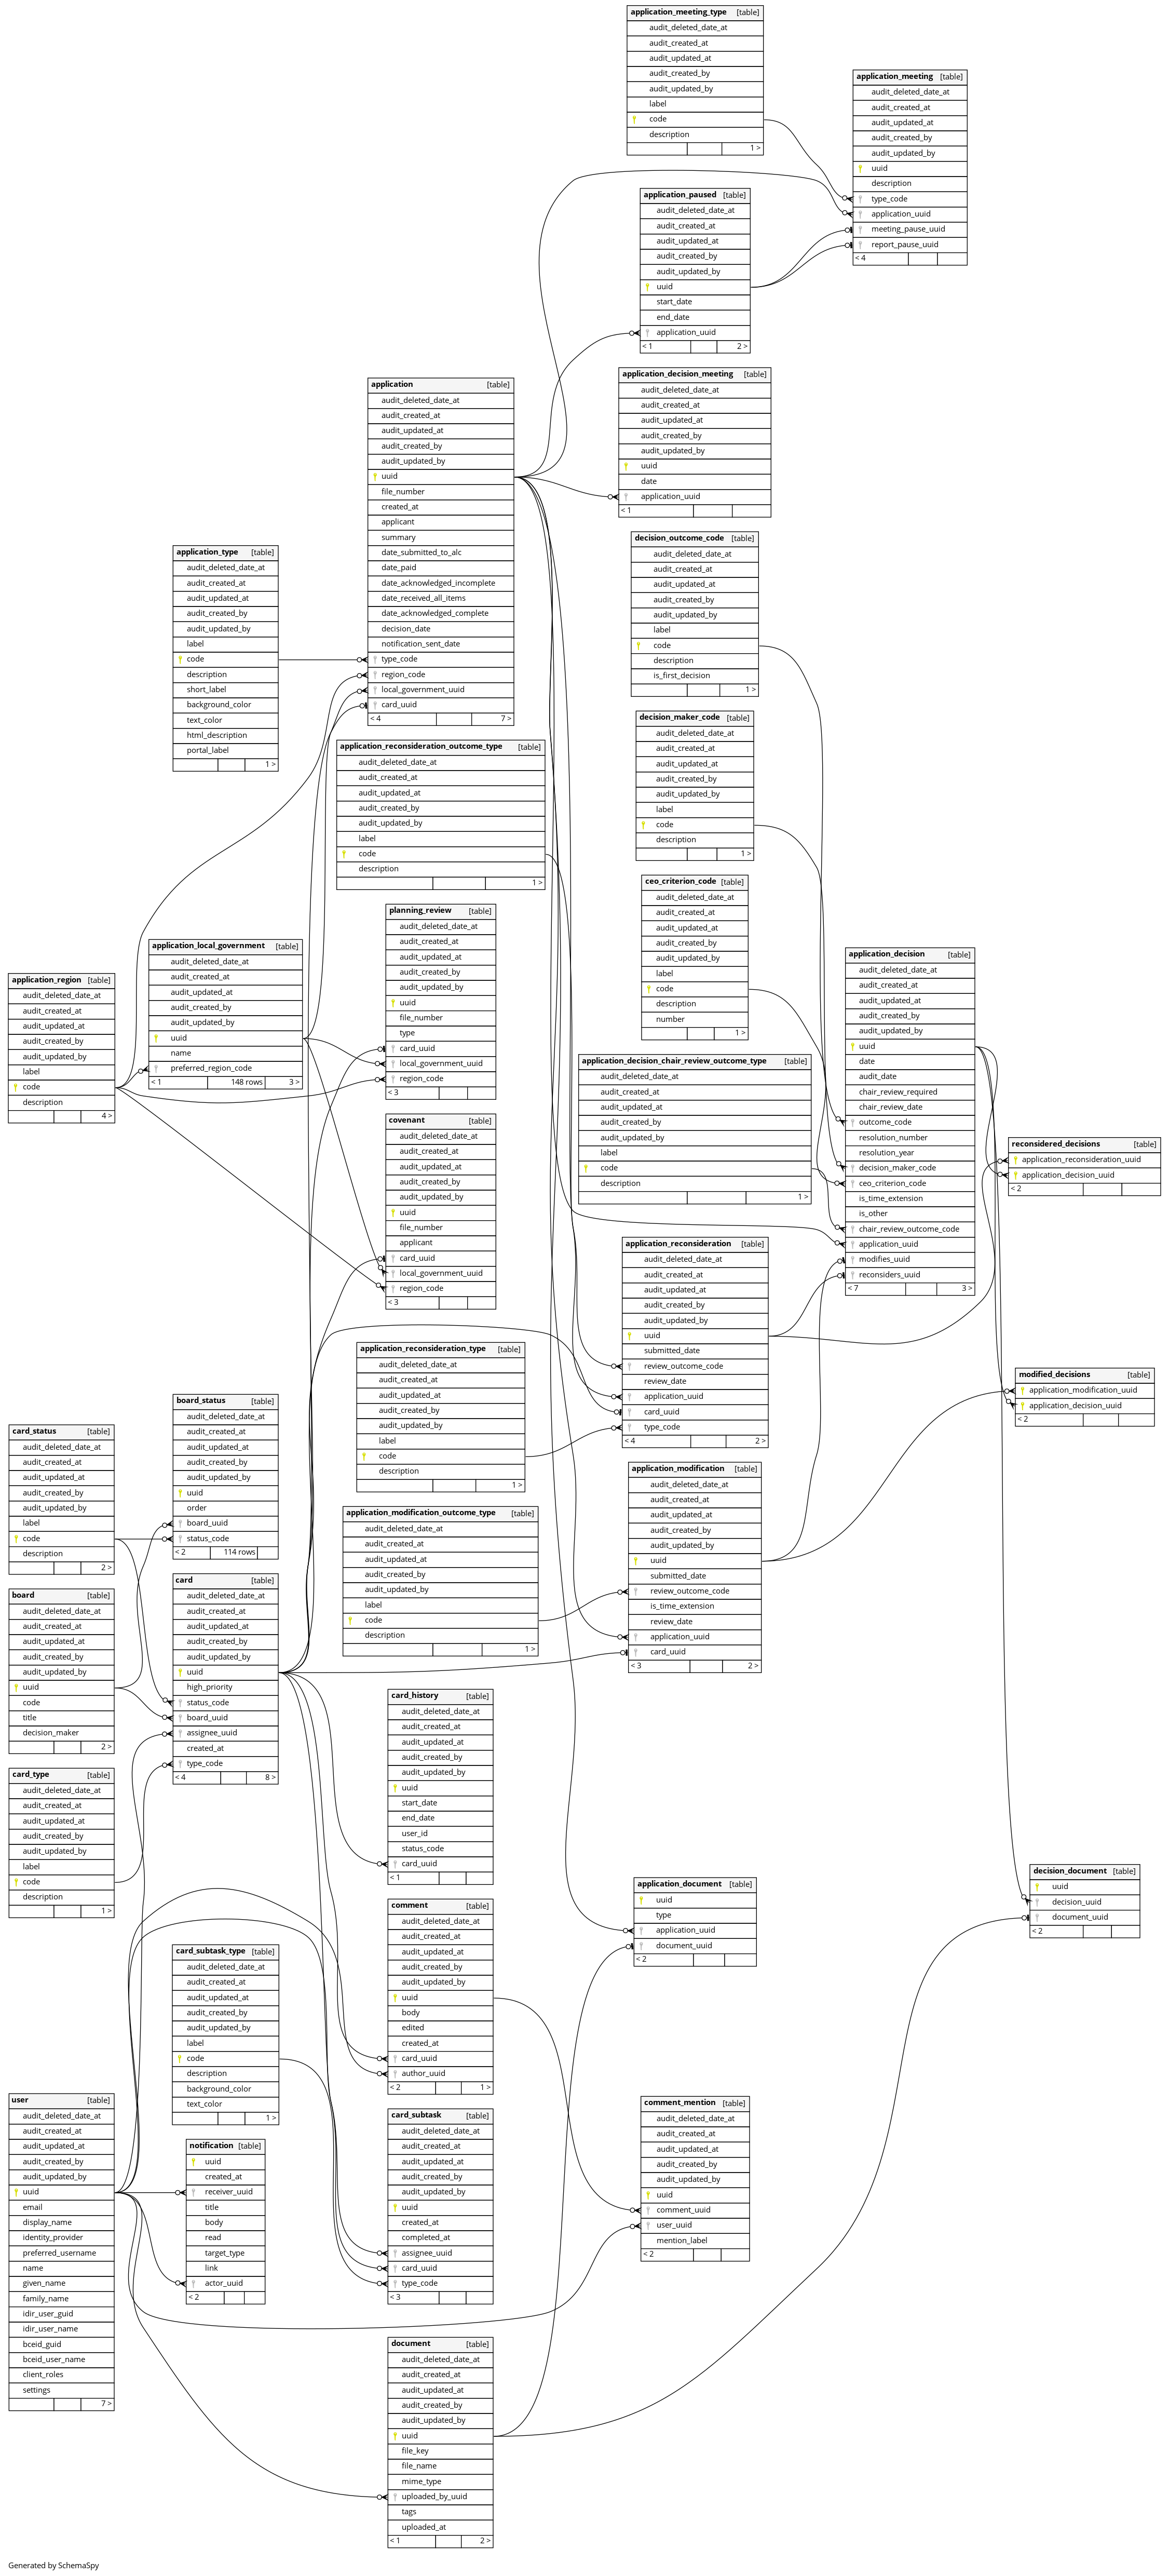 application_meeting_type [table]
audit_deleted_date_at
audit_created_at
audit_updated_at
audit_created_by
audit_updated_by
label
code
description
1 >
application_meeting [table]
audit_deleted_date_at
audit_created_at
audit_updated_at
audit_created_by
audit_updated_by
uuid
description
type_code
application_uuid
meeting_pause_uuid
report_pause_uuid
< 4
application_paused [table]
audit_deleted_date_at
audit_created_at
audit_updated_at
audit_created_by
audit_updated_by
uuid
start_date
end_date
application_uuid
< 1 2 >
application_decision_meeting [table]
audit_deleted_date_at
audit_created_at
audit_updated_at
audit_created_by
audit_updated_by
uuid
date
application_uuid
< 1
application [table]
audit_deleted_date_at
audit_created_at
audit_updated_at
audit_created_by
audit_updated_by
uuid
file_number
created_at
applicant
summary
date_submitted_to_alc
date_paid
date_acknowledged_incomplete
date_received_all_items
date_acknowledged_complete
decision_date
notification_sent_date
type_code
region_code
local_government_uuid
card_uuid
< 4 7 >
decision_outcome_code [table]
audit_deleted_date_at
audit_created_at
audit_updated_at
audit_created_by
audit_updated_by
label
code
description
is_first_decision
1 >
application_type [table]
audit_deleted_date_at
audit_created_at
audit_updated_at
audit_created_by
audit_updated_by
label
code
description
short_label
background_color
text_color
html_description
portal_label
1 >
decision_maker_code [table]
audit_deleted_date_at
audit_created_at
audit_updated_at
audit_created_by
audit_updated_by
label
code
description
1 >
application_reconsideration_outcome_type [table]
audit_deleted_date_at
audit_created_at
audit_updated_at
audit_created_by
audit_updated_by
label
code
description
1 >
ceo_criterion_code [table]
audit_deleted_date_at
audit_created_at
audit_updated_at
audit_created_by
audit_updated_by
label
code
description
number
1 >
planning_review [table]
audit_deleted_date_at
audit_created_at
audit_updated_at
audit_created_by
audit_updated_by
uuid
file_number
type
card_uuid
local_government_uuid
region_code
< 3
application_local_government [table]
audit_deleted_date_at
audit_created_at
audit_updated_at
audit_created_by
audit_updated_by
uuid
name
preferred_region_code
< 1 148 rows 3 >
application_region [table]
audit_deleted_date_at
audit_created_at
audit_updated_at
audit_created_by
audit_updated_by
label
code
description
4 >
application_decision [table]
audit_deleted_date_at
audit_created_at
audit_updated_at
audit_created_by
audit_updated_by
uuid
date
audit_date
chair_review_required
chair_review_date
outcome_code
resolution_number
resolution_year
decision_maker_code
ceo_criterion_code
is_time_extension
is_other
chair_review_outcome_code
application_uuid
modifies_uuid
reconsiders_uuid
< 7 3 >
application_decision_chair_review_outcome_type [table]
audit_deleted_date_at
audit_created_at
audit_updated_at
audit_created_by
audit_updated_by
label
code
description
1 >
covenant [table]
audit_deleted_date_at
audit_created_at
audit_updated_at
audit_created_by
audit_updated_by
uuid
file_number
applicant
card_uuid
local_government_uuid
region_code
< 3
reconsidered_decisions [table]
application_reconsideration_uuid
application_decision_uuid
< 2
application_reconsideration [table]
audit_deleted_date_at
audit_created_at
audit_updated_at
audit_created_by
audit_updated_by
uuid
submitted_date
review_outcome_code
review_date
application_uuid
card_uuid
type_code
< 4 2 >
application_reconsideration_type [table]
audit_deleted_date_at
audit_created_at
audit_updated_at
audit_created_by
audit_updated_by
label
code
description
1 >
modified_decisions [table]
application_modification_uuid
application_decision_uuid
< 2
board_status [table]
audit_deleted_date_at
audit_created_at
audit_updated_at
audit_created_by
audit_updated_by
uuid
order
board_uuid
status_code
< 2 114 rows
card_status [table]
audit_deleted_date_at
audit_created_at
audit_updated_at
audit_created_by
audit_updated_by
label
code
description
2 >
application_modification [table]
audit_deleted_date_at
audit_created_at
audit_updated_at
audit_created_by
audit_updated_by
uuid
submitted_date
review_outcome_code
is_time_extension
review_date
application_uuid
card_uuid
< 3 2 >
application_modification_outcome_type [table]
audit_deleted_date_at
audit_created_at
audit_updated_at
audit_created_by
audit_updated_by
label
code
description
1 >
card [table]
audit_deleted_date_at
audit_created_at
audit_updated_at
audit_created_by
audit_updated_by
uuid
high_priority
status_code
board_uuid
assignee_uuid
created_at
type_code
< 4 8 >
board [table]
audit_deleted_date_at
audit_created_at
audit_updated_at
audit_created_by
audit_updated_by
uuid
code
title
decision_maker
2 >
card_history [table]
audit_deleted_date_at
audit_created_at
audit_updated_at
audit_created_by
audit_updated_by
uuid
start_date
end_date
user_id
status_code
card_uuid
< 1
card_type [table]
audit_deleted_date_at
audit_created_at
audit_updated_at
audit_created_by
audit_updated_by
label
code
description
1 >
decision_document [table]
uuid
decision_uuid
document_uuid
< 2
application_document [table]
uuid
type
application_uuid
document_uuid
< 2
comment [table]
audit_deleted_date_at
audit_created_at
audit_updated_at
audit_created_by
audit_updated_by
uuid
body
edited
created_at
card_uuid
author_uuid
< 2 1 >
card_subtask_type [table]
audit_deleted_date_at
audit_created_at
audit_updated_at
audit_created_by
audit_updated_by
label
code
description
background_color
text_color
1 >
user [table]
audit_deleted_date_at
audit_created_at
audit_updated_at
audit_created_by
audit_updated_by
uuid
email
display_name
identity_provider
preferred_username
name
given_name
family_name
idir_user_guid
idir_user_name
bceid_guid
bceid_user_name
client_roles
settings
7 >
comment_mention [table]
audit_deleted_date_at
audit_created_at
audit_updated_at
audit_created_by
audit_updated_by
uuid
comment_uuid
user_uuid
mention_label
< 2
card_subtask [table]
audit_deleted_date_at
audit_created_at
audit_updated_at
audit_created_by
audit_updated_by
uuid
created_at
completed_at
assignee_uuid
card_uuid
type_code
< 3
notification [table]
uuid
created_at
receiver_uuid
title
body
read
target_type
link
actor_uuid
< 2
document [table]
audit_deleted_date_at
audit_created_at
audit_updated_at
audit_created_by
audit_updated_by
uuid
file_key
file_name
mime_type
uploaded_by_uuid
tags
uploaded_at
< 1 2 >
Generated by SchemaSpy